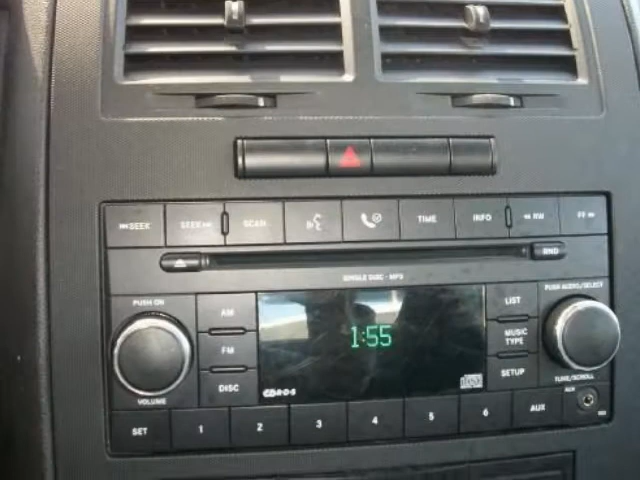 SEEK
SEEK
SCAN
TIME
INFO
RW
FF
RND
SINGLE DISC - MP3
PUSH ON
VOLUME
AM
FM
DISC
1:55
LIST
MUSIC
TYPE
SETUP
PUSH AUDIO/SELECT
TUNE/SCROLL
SET
1
2
3
4
5
6
AUX